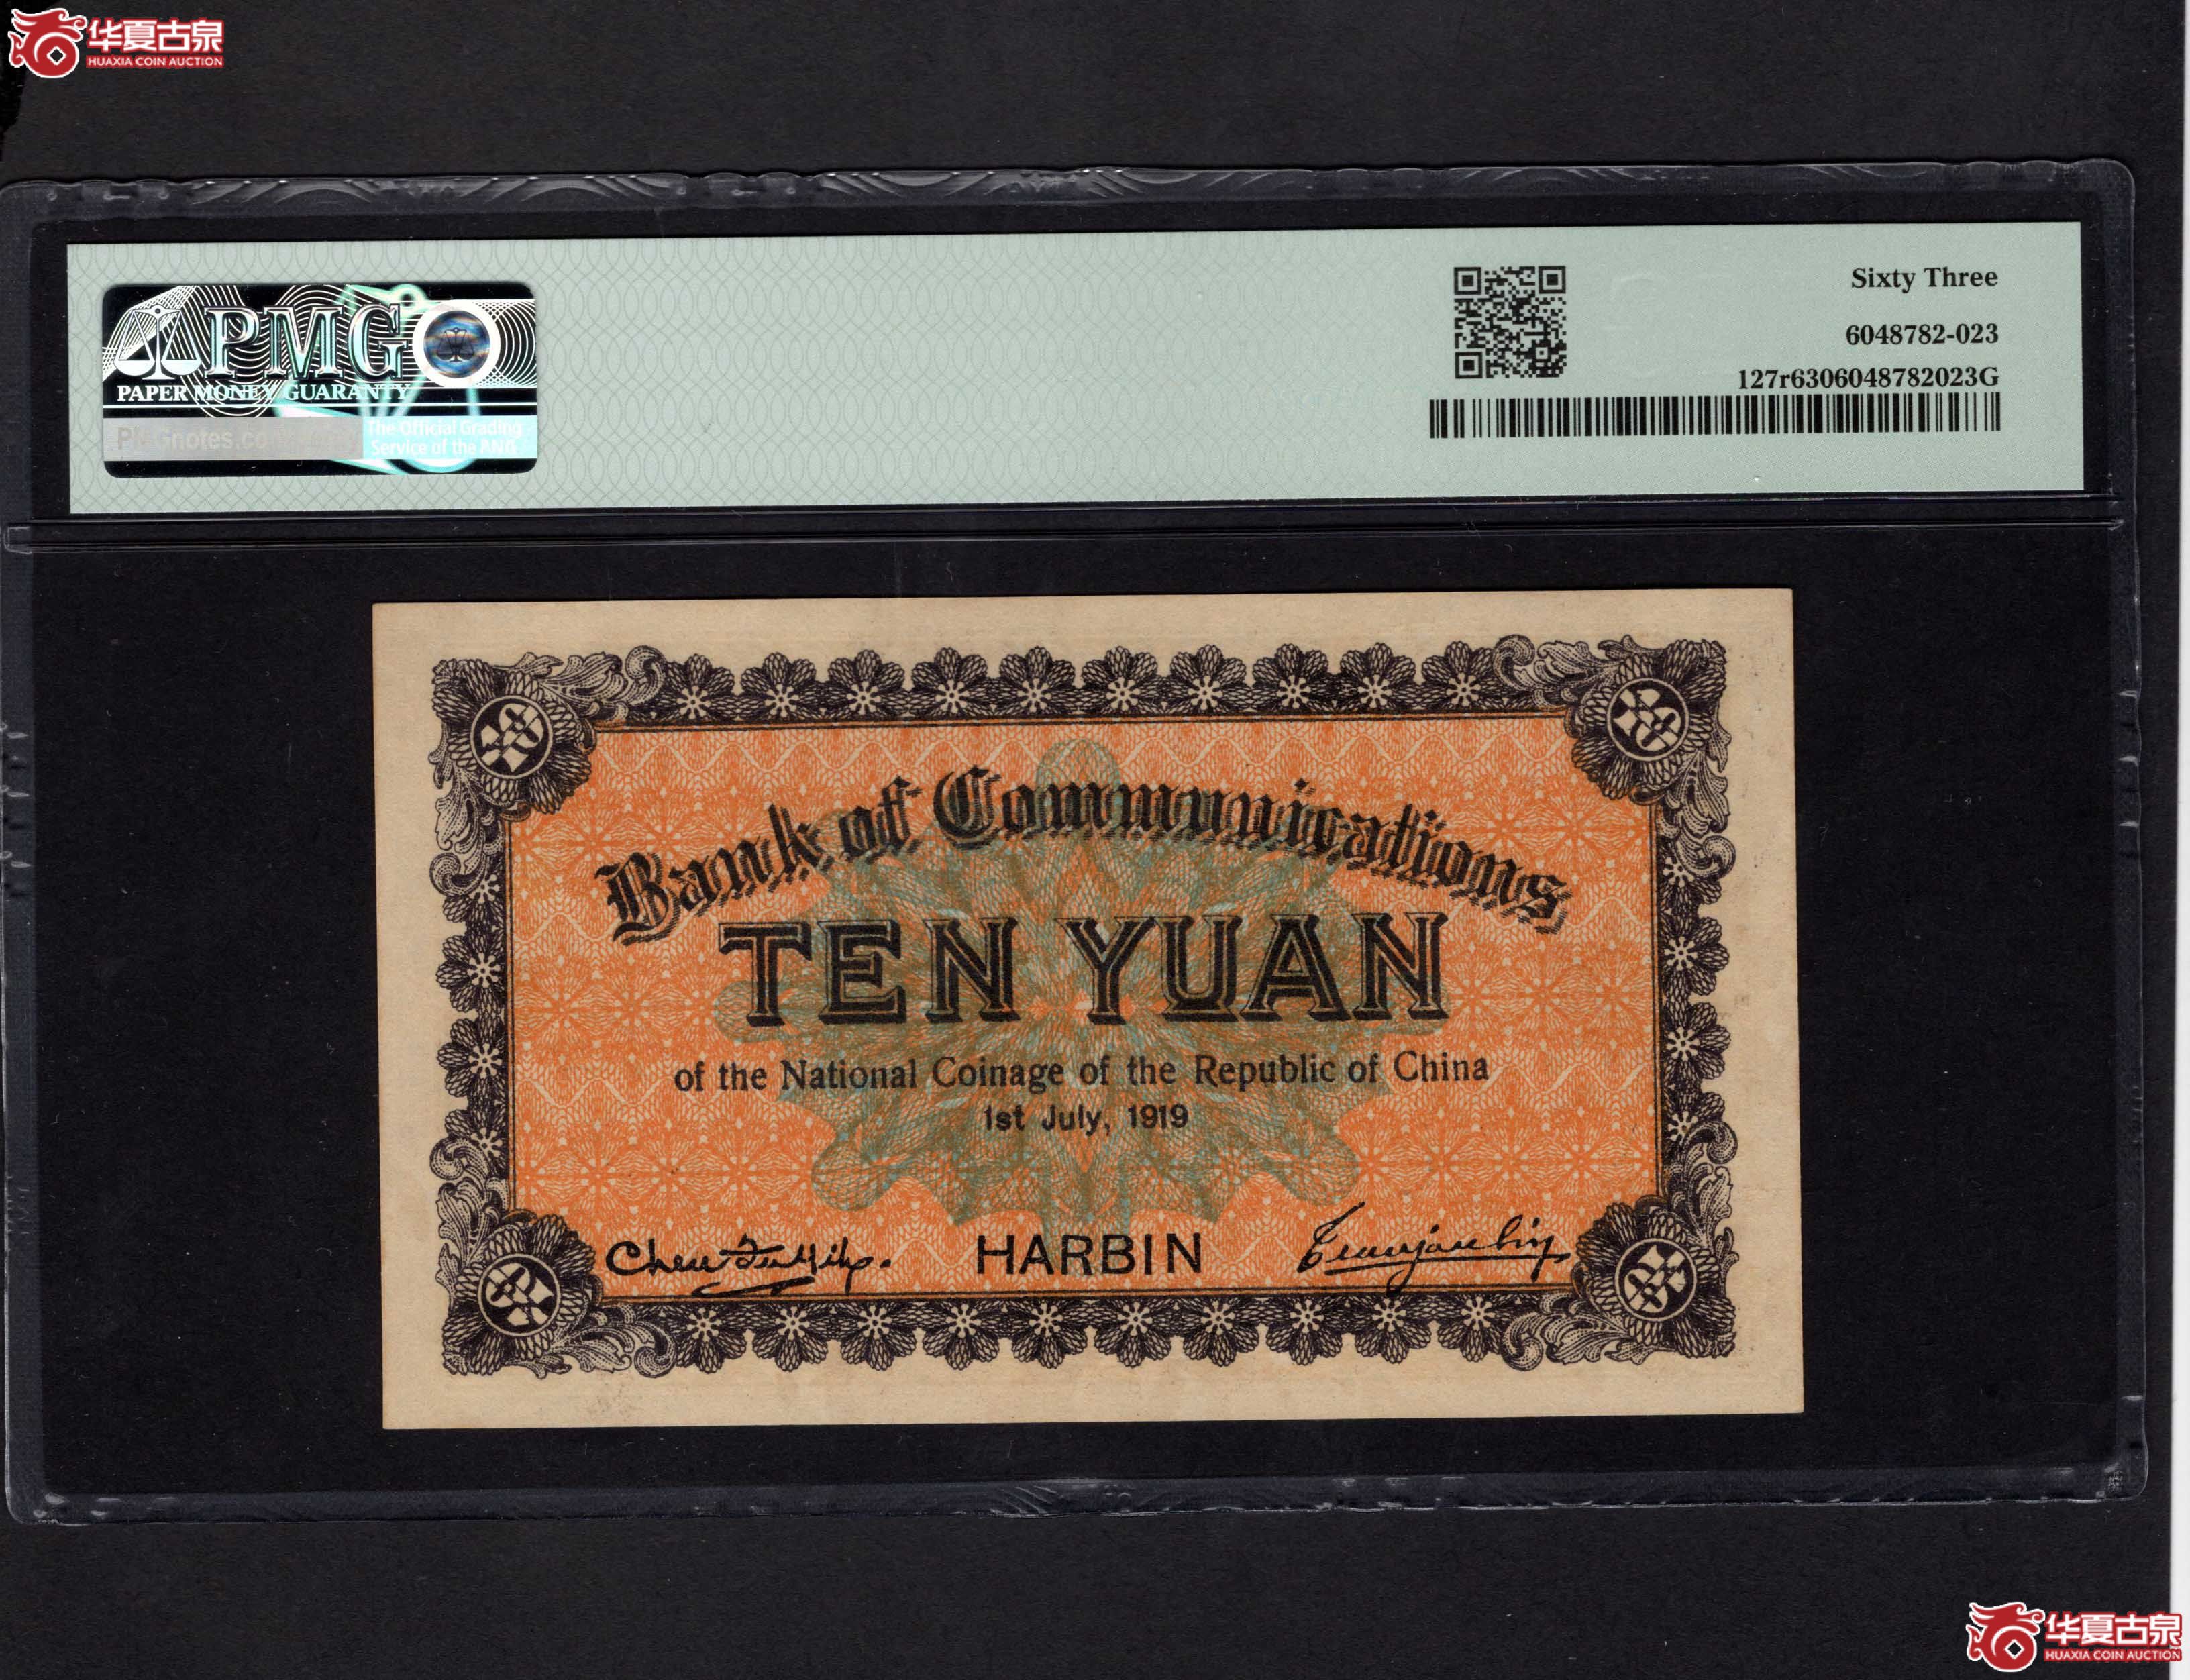 华夏古泉
HUAXIA COIN AUCTION
Sixty Three
6048782-023
127r6306048782023G
PMG
PAPER MONEY GUARANTY
The Official Grading
Service of the PNG
Bank of Communications
TEN YUAN
of the National Coinage of the Republic of China
1st July, 1919
HARBIN
华夏古泉
HUAXIA COIN AUCTION